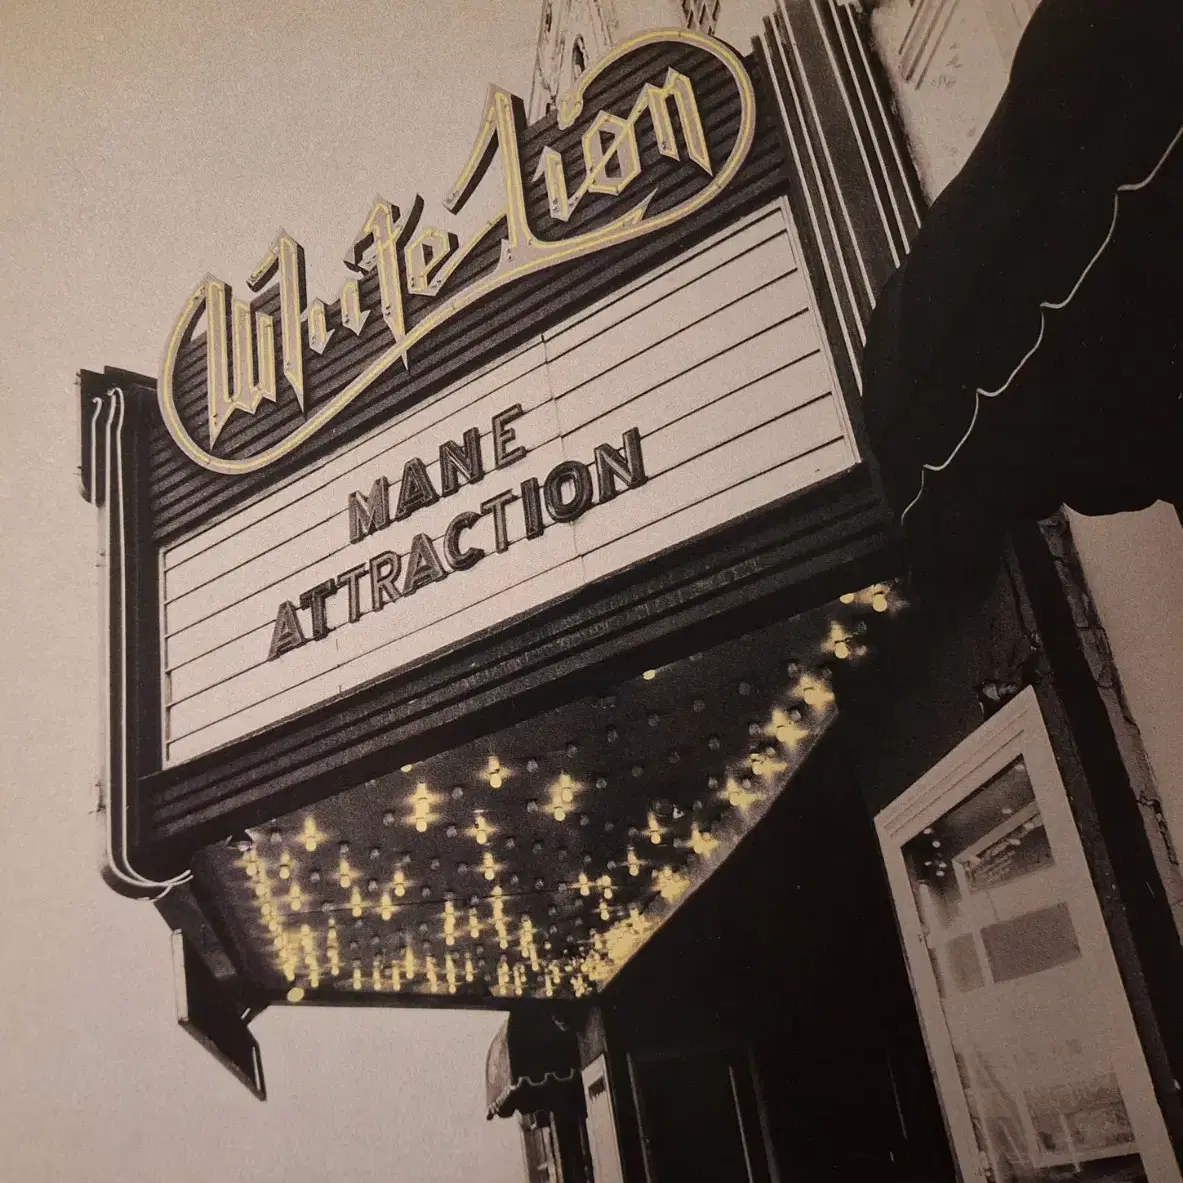 White Lion
MANE
ATTRACTION